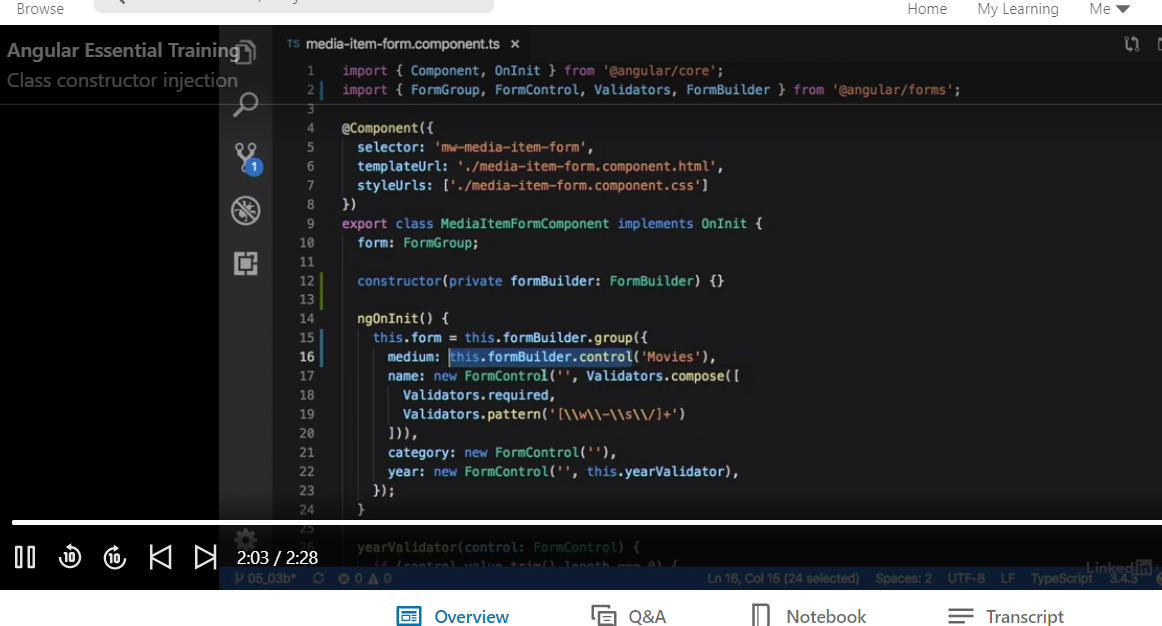 Browse
Home
My Learning
Me
Angular Essential Training
Class constructor injection
TS media-item-form.component.ts ×
1 import { Component, OnInit } from '@angular/core';
2 import { FormGroup, FormControl, Validators, FormBuilder } from '@angular/forms';
3
4 @Component({
5 selector: 'mw-media-item-form',
6 templateUrl: './media-item-form.component.html',
7 styleUrls: ['./media-item-form.component.css']
8 })
9 export class MediaItemFormComponent implements OnInit {
10 form: FormGroup;
11
12 constructor(private formBuilder: FormBuilder) {}
13
14 ngOnInit() {
15 this.form = this.formBuilder.group({
16 medium: this.formBuilder.control('Movies'),
17 name: new FormControl('', Validators.compose([
18 Validators.required,
19 Validators.pattern('[\\w\\-\\s\\/]+')
20 ])),
21 category: new FormControl(''),
22 year: new FormControl('', this.yearValidator),
23 });
24 }
25
yearValidator(control: FormControl) {
if (control.value.trim().length === 0) {
1
10
10
2:03 / 2:28
05_03b* 0 0
Ln 16, Col 15 (24 selected) Spaces: 2 UTF-8 LF TypeScript 3.4.3
Linked in
Overview
Q&A
Notebook
Transcript